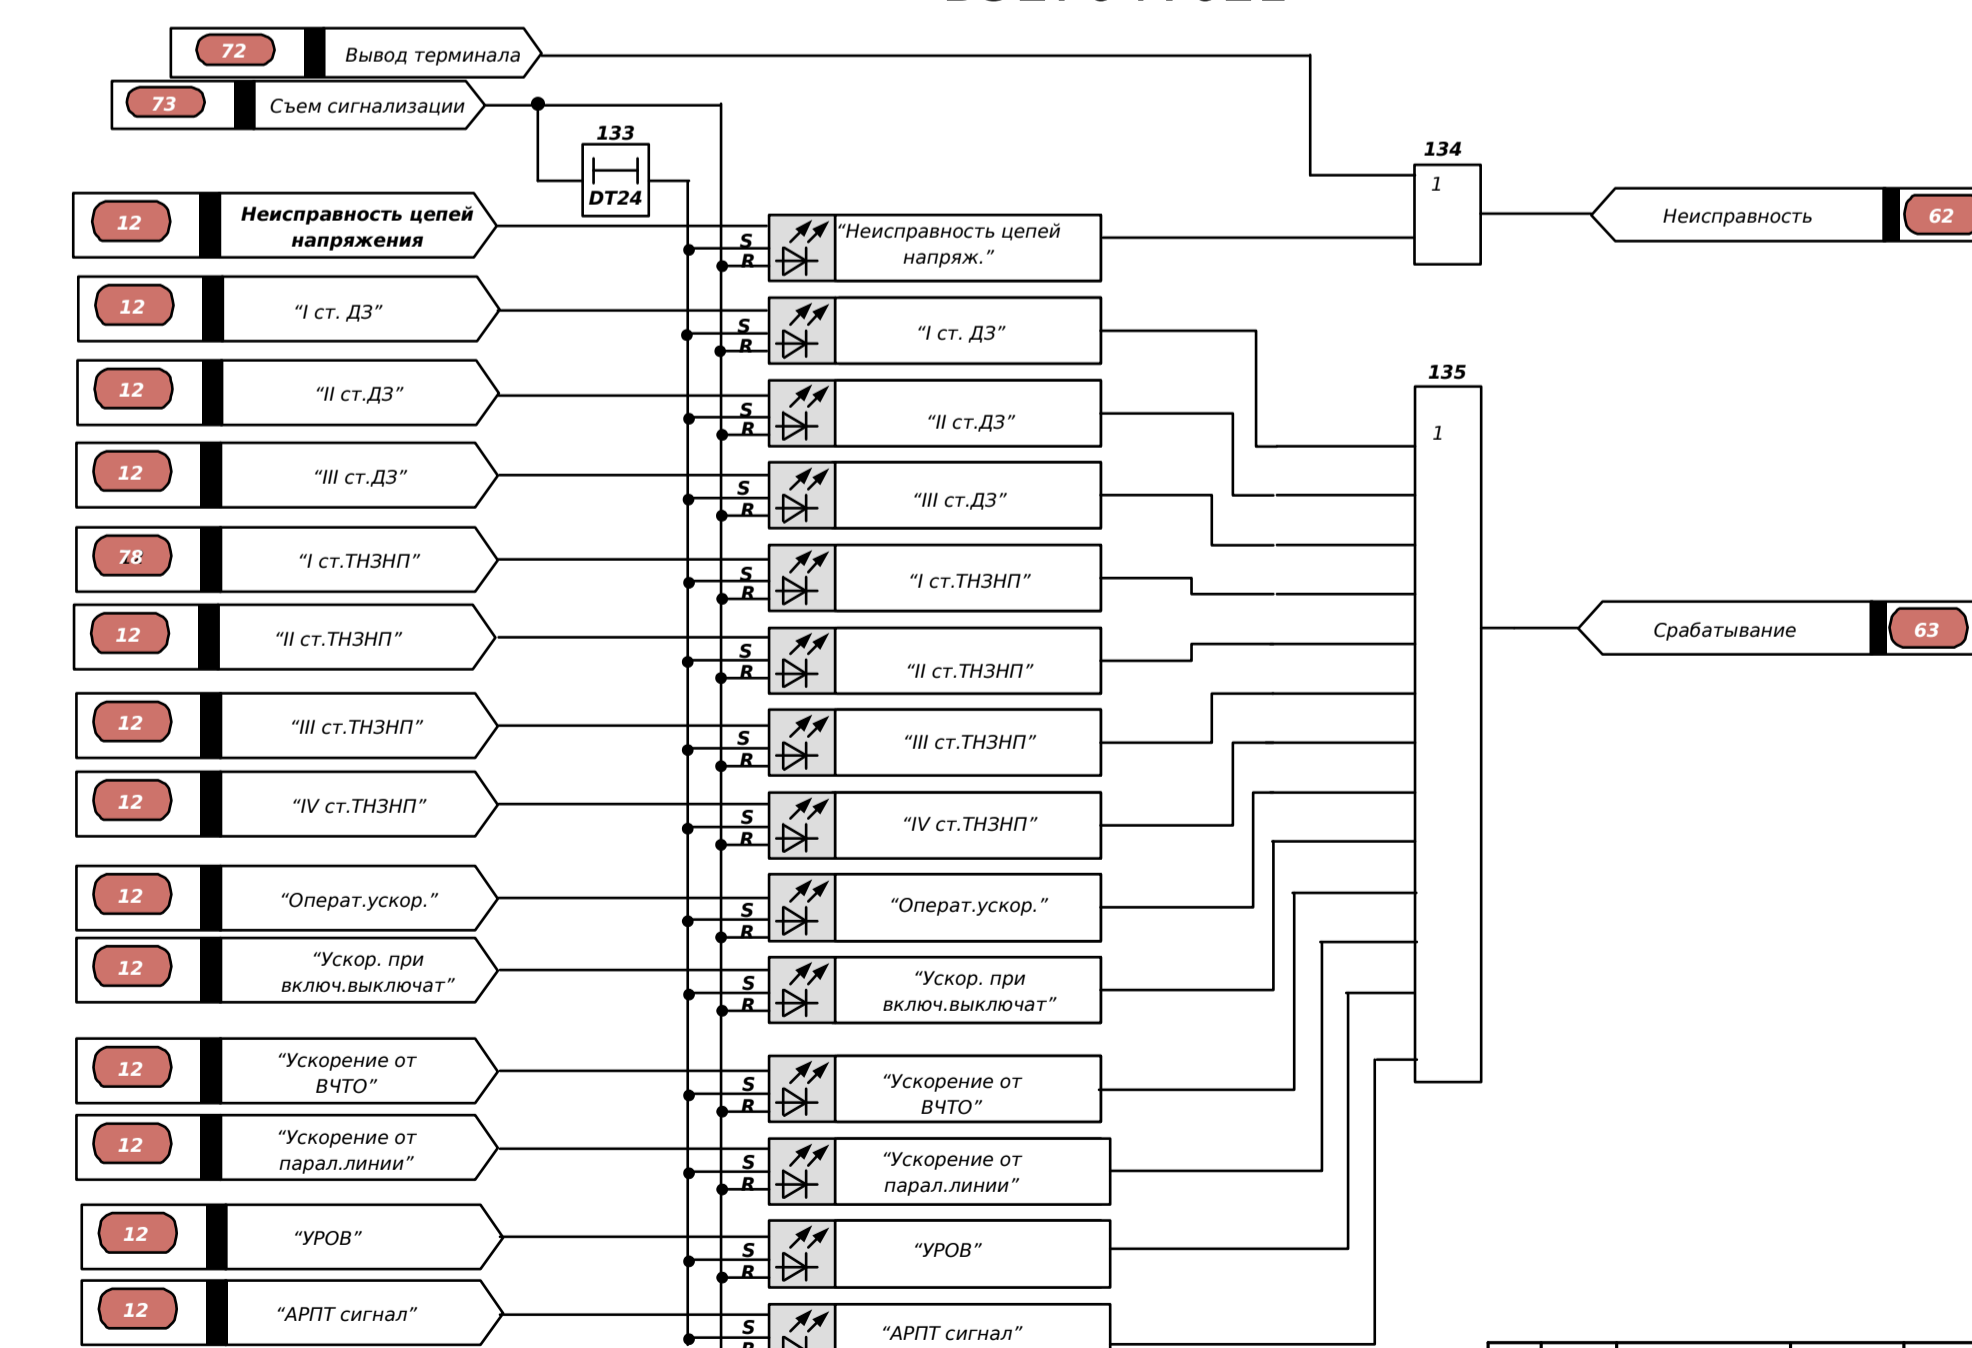 72 Вывод терминала
73 Съем сигнализации
133
DT24
134
1
Неисправность 62
12 Неисправность цепей
напряжения
S
R
“Неисправность цепей
напряж.”
12 “I ст. ДЗ”
S
R
“I ст. ДЗ”
135
1
12 “II ст.ДЗ”
S
R
“II ст.ДЗ”
12 “III ст.ДЗ”
S
R
“III ст.ДЗ”
78 “I ст.ТНЗНП”
S
R
“I ст.ТНЗНП”
12 “II ст.ТНЗНП”
S
R
“II ст.ТНЗНП”
Срабатывание 63
12 “III ст.ТНЗНП”
S
R
“III ст.ТНЗНП”
12 “IV ст.ТНЗНП”
S
R
“IV ст.ТНЗНП”
12 “Операт.ускор.”
S
R
“Операт.ускор.”
12 “Ускор. при
включ.выключат”
S
R
“Ускор. при
включ.выключат”
12 “Ускорение от
ВЧТО”
S
R
“Ускорение от
ВЧТО”
12 “Ускорение от
парал.линии”
S
R
“Ускорение от
парал.линии”
12 “УРОВ”
S
R
“УРОВ”
12 “АРПТ сигнал”
S
R
“АРПТ сигнал”